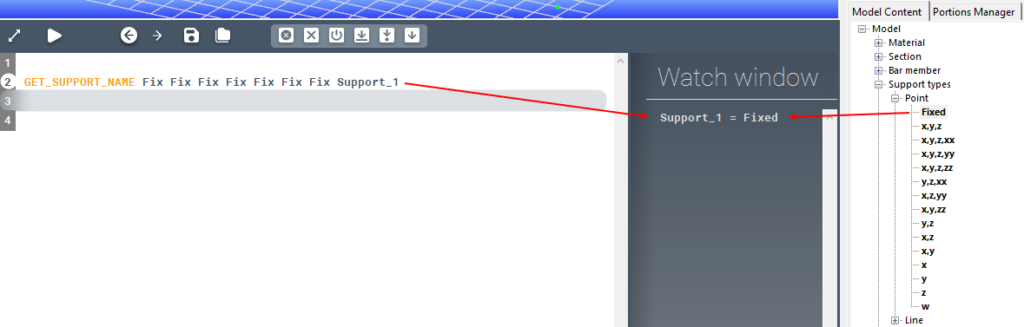 1
2 GET_SUPPORT_NAME Fix Fix Fix Fix Fix Fix Fix Support_1
3
4
Watch window
Support_1 = Fixed
Model Content Portions Manager
Model
Material
Section
Bar member
Support types
Point
Fixed
x,y,z
x,y,z,xx
x,y,z,yy
x,y,z,zz
y,z,xx
x,z,yy
x,y,zz
y,z
x,z
x,y
x
y
z
w
Line